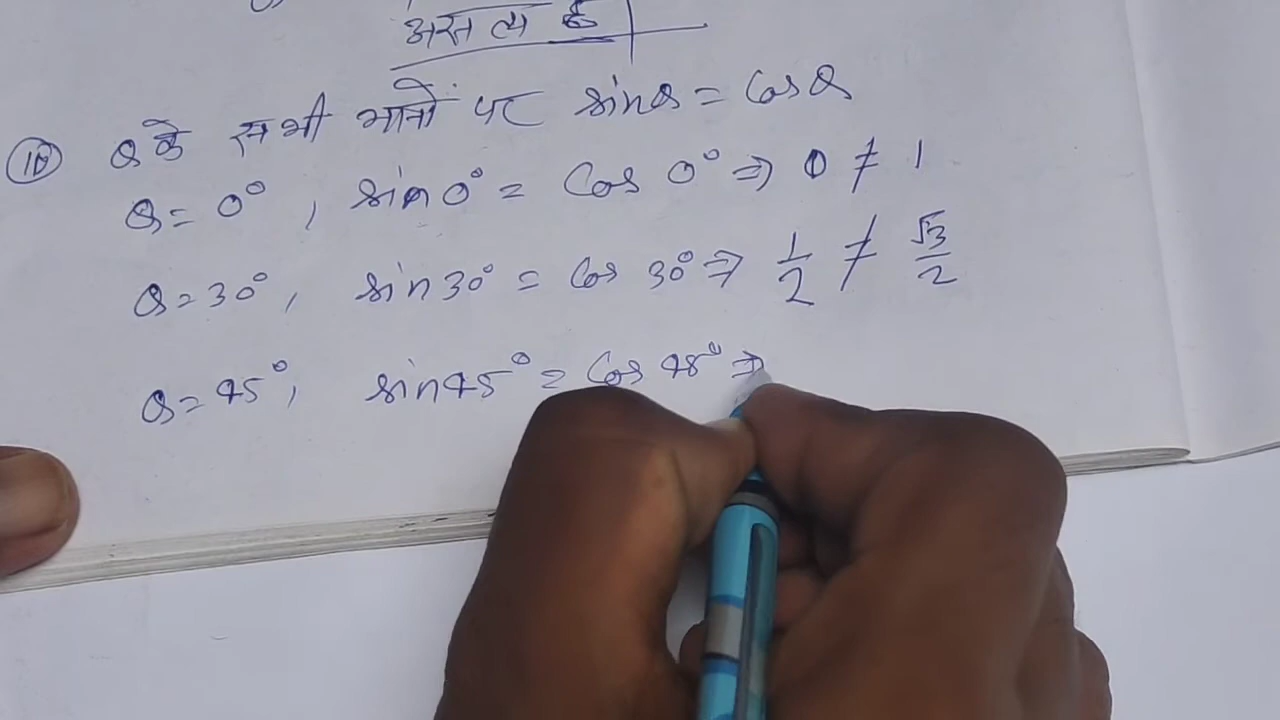 असत्य है
(10) θ के सभी मानों पर sinθ = Cosθ
θ = 0°, sin 0° = Cos 0° ⇒ 0 ≠ 1
θ = 30°, sin 30° = Cos 30° ⇒ 1/2 ≠ √3/2
θ = 45°, sin 45° = Cos 45° ⇒